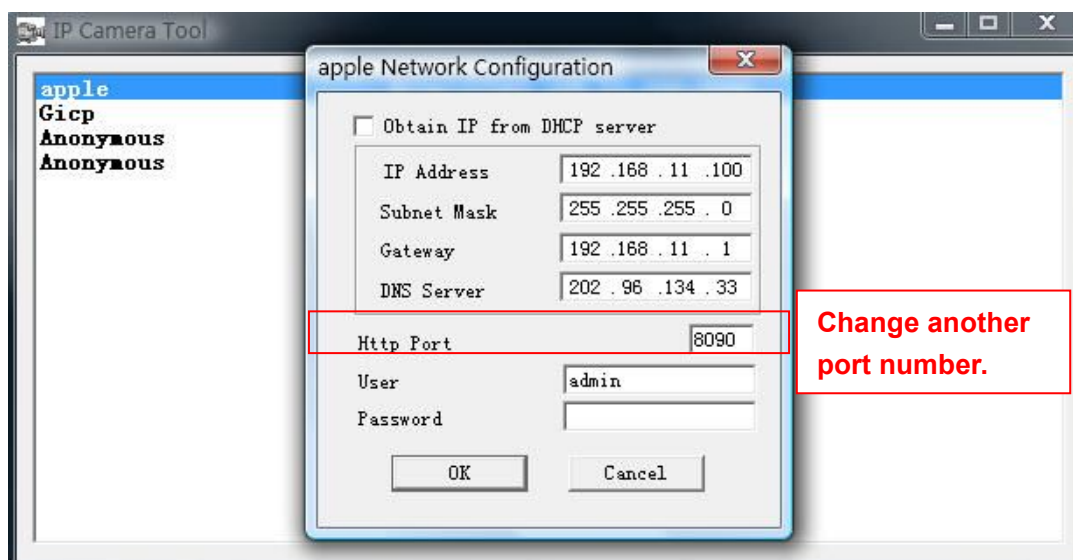 IP Camera Tool
apple
Gicp
Anonymous
Anonymous
apple Network Configuration
Obtain IP from DHCP server
IP Address 192 .168 . 11 .100
Subnet Mask 255 .255 .255 . 0
Gateway 192 .168 . 11 . 1
DNS Server 202 . 96 .134 . 33
Http Port 8090
User admin
Password
OK Cancel
Change another
port number.